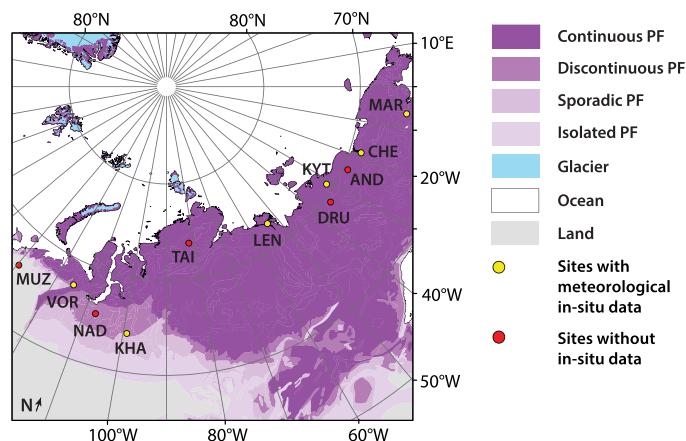 80°N 80°N 70°N
10°E
MAR
CHE
KYT
AND
20°W
DRU
LEN
TAI
MUZ
VOR
40°W
NAD
KHA
50°W
N
100°W 80°W 60°W
Continuous PF
Discontinuous PF
Sporadic PF
Isolated PF
Glacier
Ocean
Land
Sites with
meteorological
in-situ data
Sites without
in-situ data